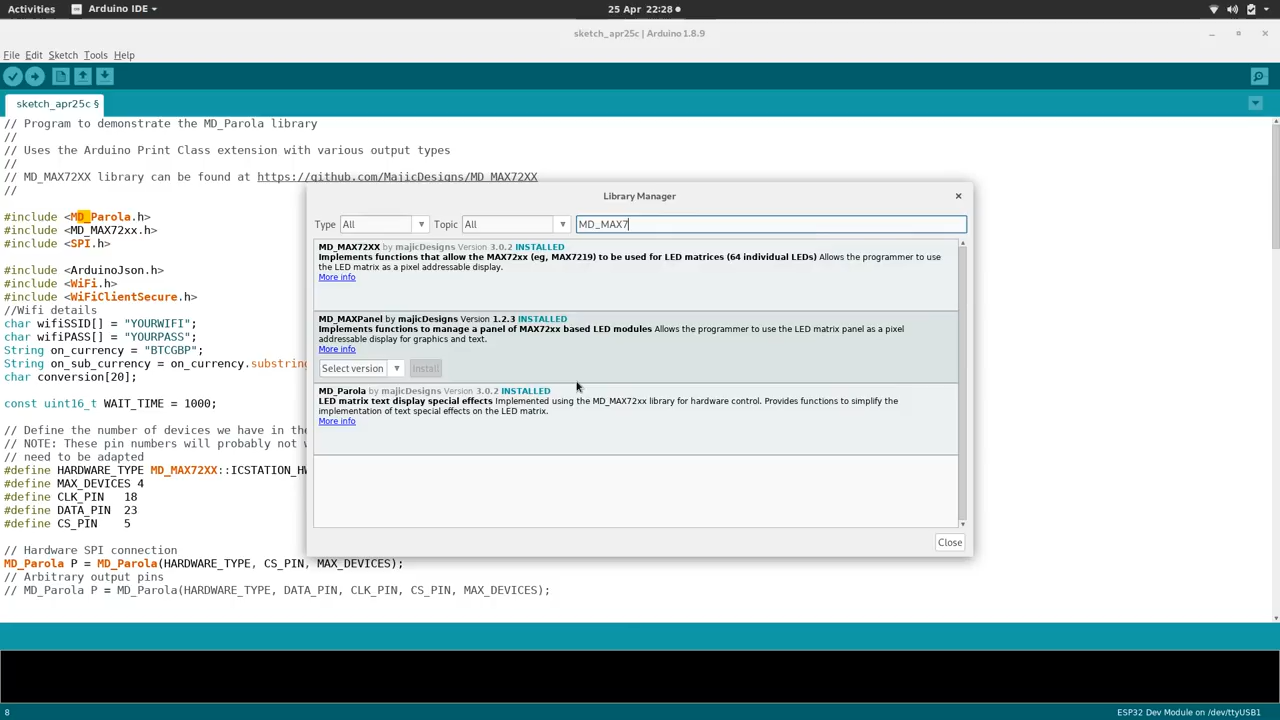 Activities Arduino IDE 25 Apr 22:28
sketch_apr25c | Arduino 1.8.9
File Edit Sketch Tools Help
sketch_apr25c §
// Program to demonstrate the MD_Parola library
//
// Uses the Arduino Print Class extension with various output types
//
// MD_MAX72XX library can be found at https://github.com/MajicDesigns/MD_MAX72XX
//
#include <MD_Parola.h>
#include <MD_MAX72xx.h>
#include <SPI.h>
#include <ArduinoJson.h>
#include <WiFi.h>
#include <WiFiClientSecure.h>
//Wifi details
char wifiSSID[] = "YOURWIFI";
char wifiPASS[] = "YOURPASS";
String on_currency = "BTCGBP";
String on_sub_currency = on_currency.substring
char conversion[20];
const uint16_t WAIT_TIME = 1000;
// Define the number of devices we have in the
// NOTE: These pin numbers will probably not w
// need to be adapted
#define HARDWARE_TYPE MD_MAX72XX::ICSTATION_HW
#define MAX_DEVICES 4
#define CLK_PIN 18
#define DATA_PIN 23
#define CS_PIN 5
// Hardware SPI connection
MD_Parola P = MD_Parola(HARDWARE_TYPE, CS_PIN, MAX_DEVICES);
// Arbitrary output pins
// MD_Parola P = MD_Parola(HARDWARE_TYPE, DATA_PIN, CLK_PIN, CS_PIN, MAX_DEVICES);
Library Manager
Type All Topic All MD_MAX7
MD_MAX72XX by majicDesigns Version 3.0.2 INSTALLED
Implements functions that allow the MAX72xx (eg, MAX7219) to be used for LED matrices (64 individual LEDs) Allows the programmer to use
the LED matrix as a pixel addressable display.
More info
MD_MAXPanel by majicDesigns Version 1.2.3 INSTALLED
Implements functions to manage a panel of MAX72xx based LED modules Allows the programmer to use the LED matrix panel as a pixel
addressable display for graphics and text.
More info
Select version Install
MD_Parola by majicDesigns Version 3.0.2 INSTALLED
LED matrix text display special effects Implemented using the MD_MAX72xx library for hardware control. Provides functions to simplify the
implementation of text special effects on the LED matrix.
More info
Close
8 ESP32 Dev Module on /dev/ttyUSB1